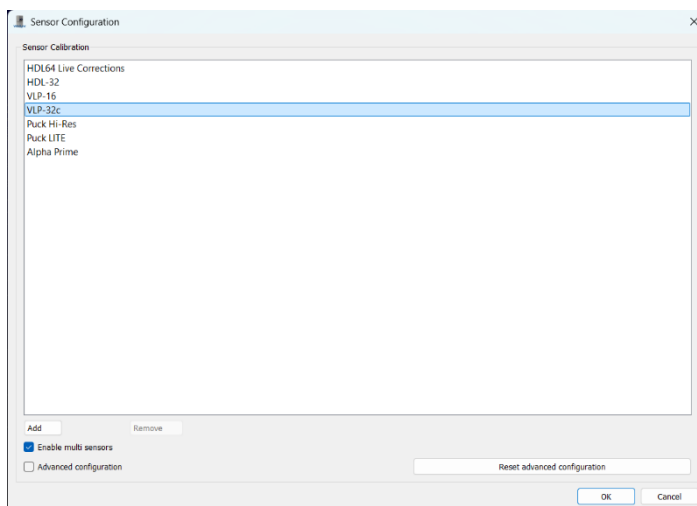 Sensor Configuration
Sensor Calibration
HDL64 Live Corrections
HDL-32
VLP-16
VLP-32c
Puck Hi-Res
Puck LITE
Alpha Prime
Add Remove
Enable multi sensors
Advanced configuration Reset advanced configuration
OK Cancel